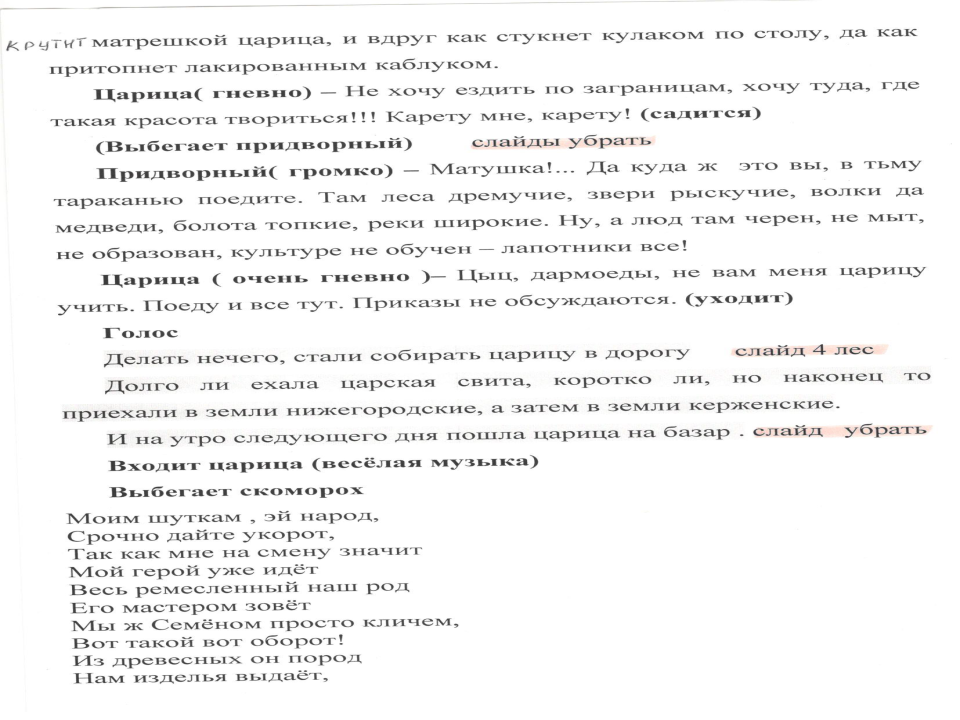 крутит матрешкой царица, и вдруг как стукнет кулаком по столу, да как
притопнет лакированным каблуком.
Царица( гневно) – Не хочу ездить по заграницам, хочу туда, где
такая красота твориться!!! Карету мне, карету! (садится)
(Выбегает придворный) слайды убрать
Придворный( громко) – Матушка!... Да куда ж это вы, в тьму
тараканью поедите. Там леса дремучие, звери рыскучие, волки да
медведи, болота топкие, реки широкие. Ну, а люд там черен, не мыт,
не образован, культуре не обучен – лапотники все!
Царица ( очень гневно )– Цыц, дармоеды, не вам меня царицу
учить. Поеду и все тут. Приказы не обсуждаются. (уходит)
Голос
Делать нечего, стали собирать царицу в дорогу слайд 4 лес
Долго ли ехала царская свита, коротко ли, но наконец то
приехали в земли нижегородские, а затем в земли керженские.
И на утро следующего дня пошла царица на базар . слайд убрать
Входит царица (весёлая музыка)
Выбегает скоморох
Моим шуткам , эй народ,
Срочно дайте укорот,
Так как мне на смену значит
Мой герой уже идёт
Весь ремесленный наш род
Его мастером зовёт
Мы ж Семёном просто кличем,
Вот такой вот оборот!
Из древесных он пород
Нам изделья выдаёт,